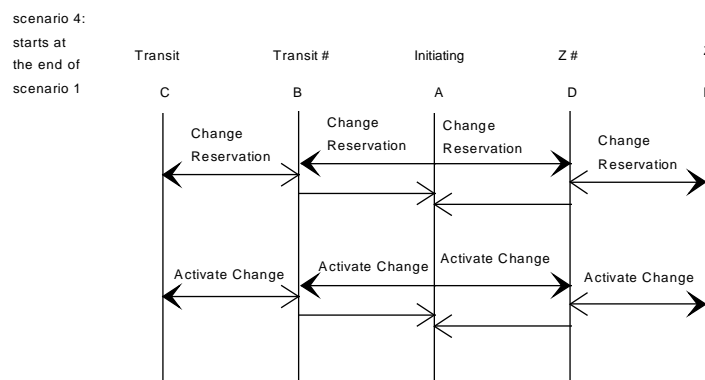 scenario 4:
starts at
the end of
scenario 1
Transit
Transit #
Initiating
Z #
C
B
A
D
Change
Reservation
Change
Reservation
Change
Reservation
Change
Reservation
Activate Change
Activate Change
Activate Change
Activate Change